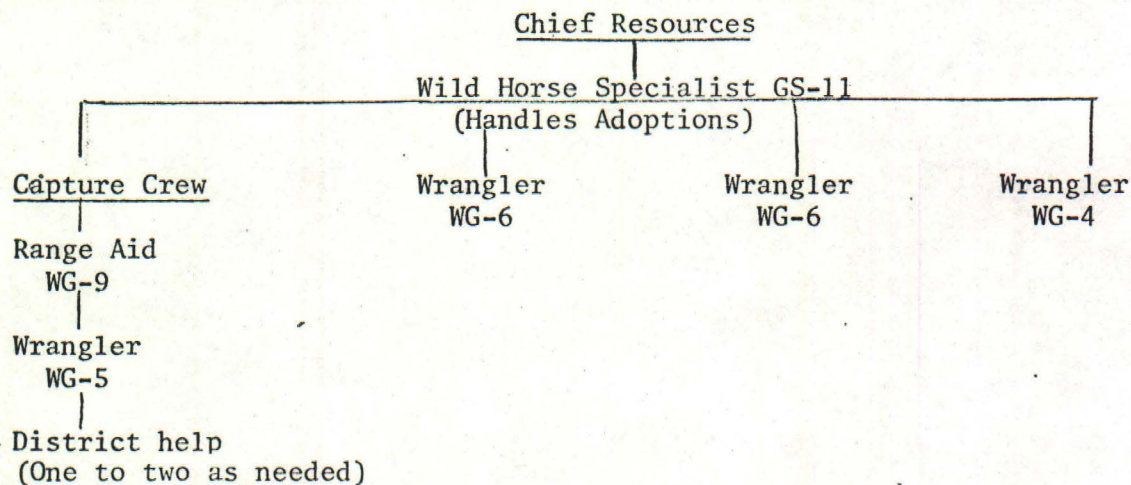 Chief Resources
Wild Horse Specialist GS-11
(Handles Adoptions)
Capture Crew
Wrangler
WG-6
Wrangler
WG-6
Wrangler
WG-4
Range Aid
WG-9
Wrangler
WG-5
District help
(One to two as needed)